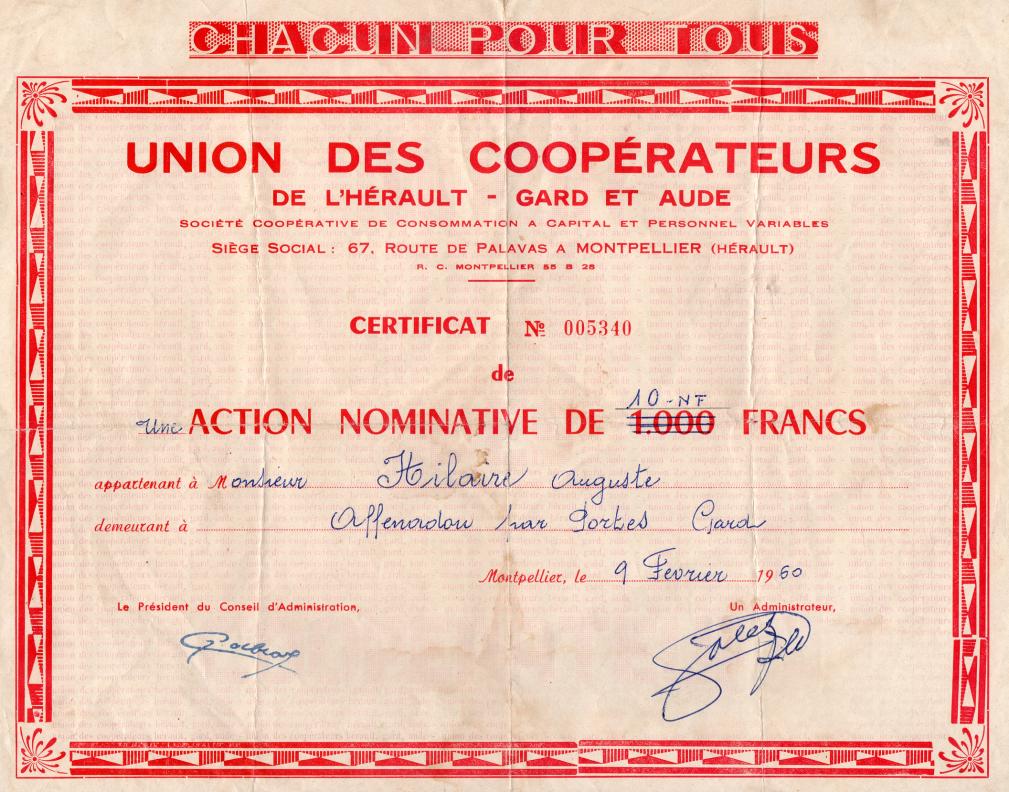 CHACUN POUR TOUS
UNION DES COOPÉRATEURS
DE L'HÉRAULT - GARD ET AUDE
SOCIÉTÉ COOPÉRATIVE DE CONSOMMATION A CAPITAL ET PERSONNEL VARIABLES
SIÈGE SOCIAL : 67, ROUTE DE PALAVAS A MONTPELLIER (HÉRAULT)
R. C. MONTPELLIER 55 B 28
CERTIFICAT № 005340
de
10 - NF
Une ACTION NOMINATIVE DE 1.000 FRANCS
appartenant à Monsieur Hilaire Auguste
demeurant à Affenadou par Portes Gard
Montpellier, le 9 Février 1960
Le Président du Conseil d'Administration, Un Administrateur,